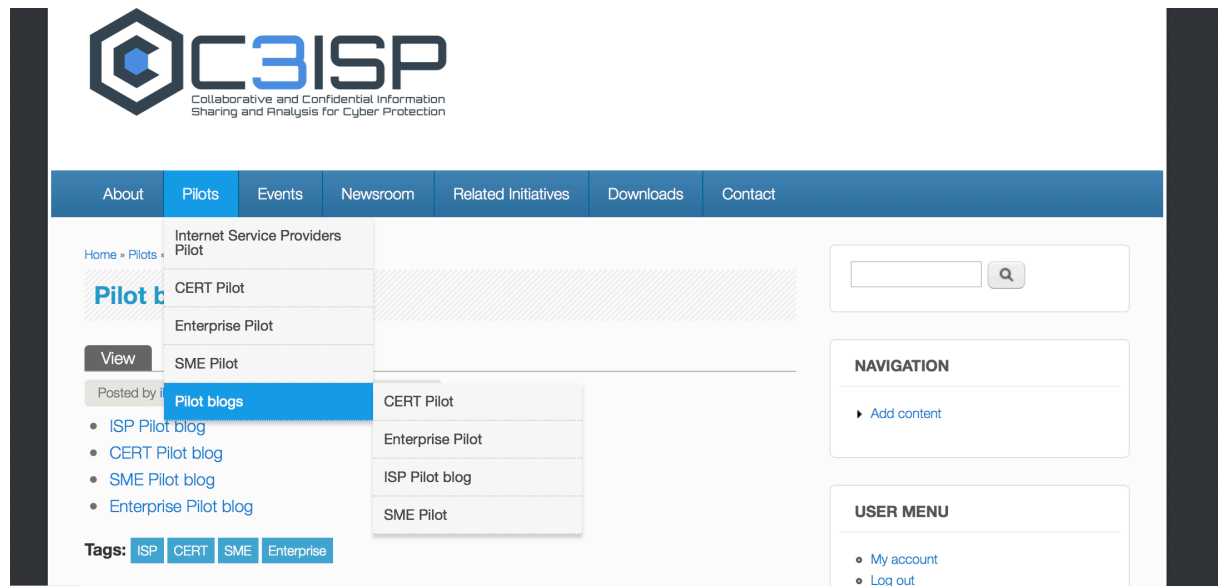 C3ISP
Collaborative and Confidential Information
Sharing and Analysis for Cyber Protection
About Pilots Events Newsroom Related Initiatives Downloads Contact
Home » Pilots »
Internet Service Providers
Pilot
CERT Pilot
Enterprise Pilot
SME Pilot
Pilot blogs
CERT Pilot
Enterprise Pilot
ISP Pilot blog
SME Pilot
Pilot b
View
Posted by i
ISP Pilot blog
CERT Pilot blog
SME Pilot blog
Enterprise Pilot blog
Tags: ISP CERT SME Enterprise
NAVIGATION
Add content
USER MENU
My account
Log out